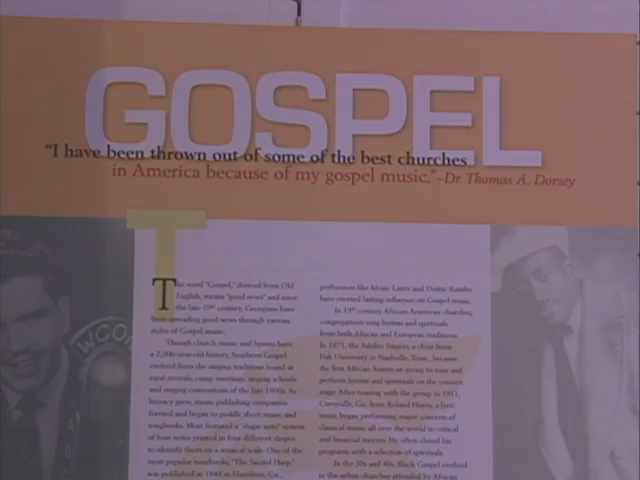 GOSPEL
"I have been thrown out of some of the best churches
in America because of my gospel music."–Dr. Thomas A. Dorsey
WCO
The word "Gospel," derived from Old
English, means "good news" and since
the late 19th century, Georgians have
been spreading good news through various
styles of Gospel music.
Though church music and hymns have
a 2,000-year-old history, Southern Gospel
evolved from the singing traditions found at
rural revivals, camp meetings, singing schools
and singing conventions of the late 1900s. As
literacy grew, music publishing companies
formed and began to peddle sheet music and
songbooks. Most featured a "shape note" system
of four notes printed in four different shapes
to identify them on a musical scale. One of the
most popular tunebooks, "The Sacred Harp,"
was published in 1844 in Hamilton, Ga.,
performers like Mosie Lister and Dottie Rambo
have exerted lasting influence on Gospel music.
In 19th century African American churches,
congregations sang hymns and spirituals
from both African and European traditions.
In 1871, the Jubilee Singers, a choir from
Fisk University in Nashville, Tenn., became
the first African American group to tour and
perform hymns and spirituals on the concert
stage. After touring with the group in 1911,
Curryville, Ga. born Roland Hayes, a lyric
tenor, began performing major concerts of
classical music all over the world to critical
and financial success. He often closed his
programs with a selection of spirituals.
In the 30s and 40s, Black Gospel evolved
in the urban churches attended by African